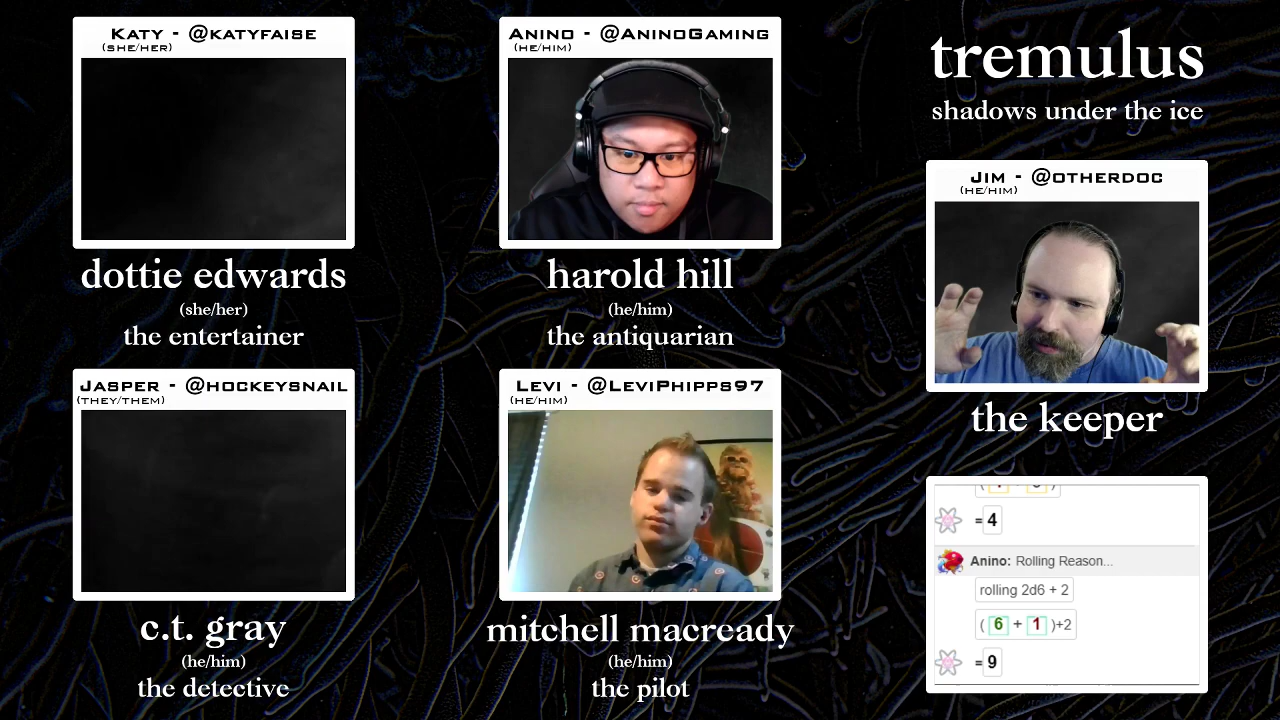 KATY - @KATYFAISE
(SHE/HER)
dottie edwards
(she/her)
the entertainer
ANINO - @ANINOGAMING
(HE/HIM)
harold hill
(he/him)
the antiquarian
JASPER - @HOCKEYSNAIL
(THEY/THEM)
c.t. gray
(he/him)
the detective
LEVI - @LEVIPHIPPS97
(HE/HIM)
mitchell macready
(he/him)
the pilot
tremulus
shadows under the ice
JIM - @OTHERDOC
(HE/HIM)
the keeper
=4
Anino: Rolling Reason...
rolling 2d6 + 2
( 6 + 1 )+2
=9